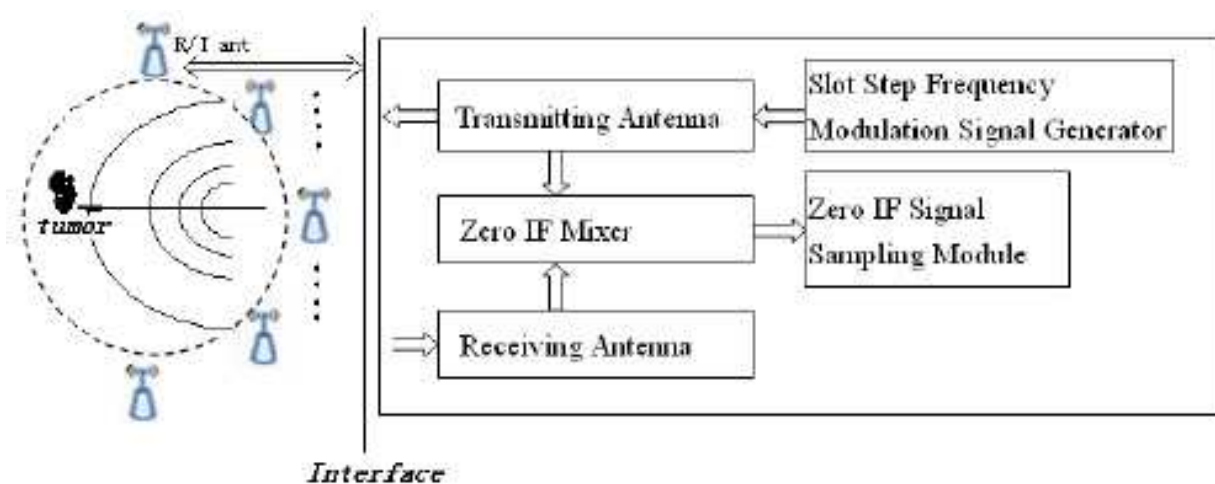 R/I ant
tumor
Interface
Transmitting Antenna
Slot Step Frequency
Modulation Signal Generator
Zero IF Mixer
Zero IF Signal
Sampling Module
Receiving Antenna